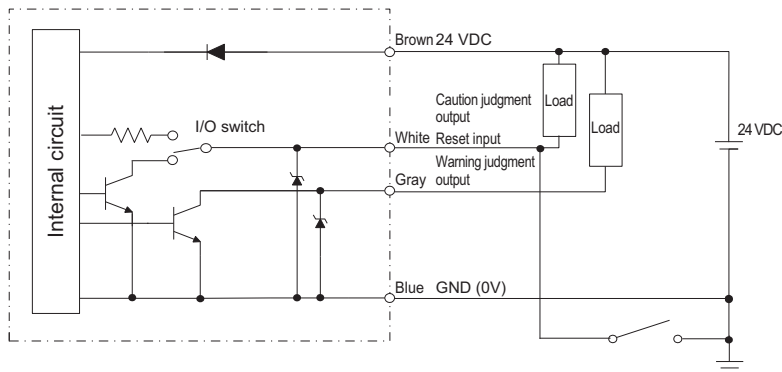 Internal circuit
I/O switch
Brown 24 VDC
Caution judgment
output
White Reset input
Warning judgment
output
Gray
Blue GND (0V)
Load
Load
24 VDC